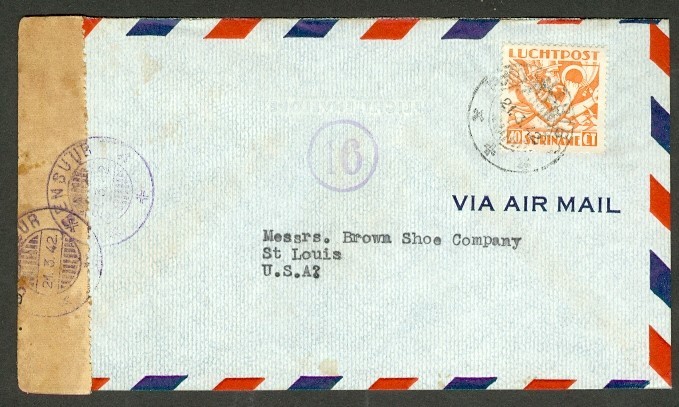 LUCHTPOST
40 SURINAME CT
16
VIA AIR MAIL
Messrs. Brown Shoe Company
St Louis
U.S.A?
CENSUUR
21.3.42